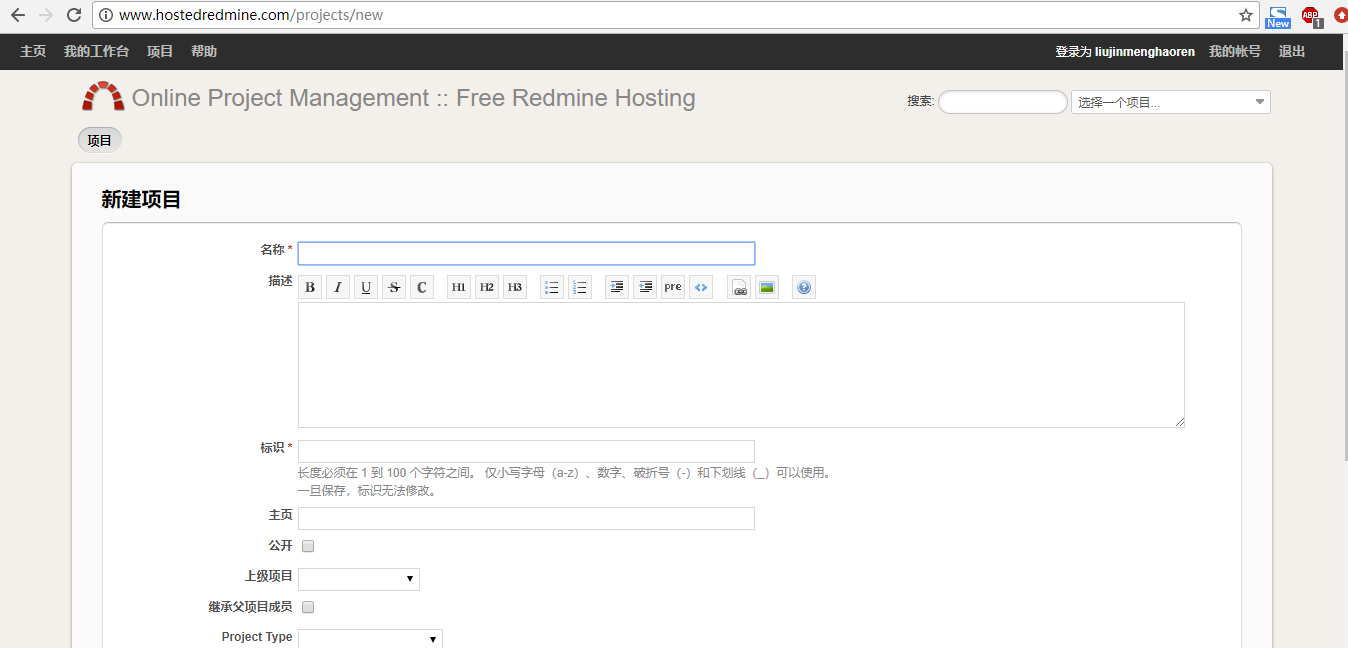 www.hostedredmine.com/projects/new
New
ABP
1
主页 我的工作台 项目 帮助 登录为 liujinmenghaoren 我的帐号 退出
Online Project Management :: Free Redmine Hosting
搜索: 选择一个项目...
项目
新建项目
名称 *
描述 B I U S C H1 H2 H3 pre <>
标识 *
长度必须在 1 到 100 个字符之间。 仅小写字母（a-z）、数字、破折号（-）和下划线（_）可以使用。
一旦保存，标识无法修改。
主页
公开
上级项目
继承父项目成员
Project Type